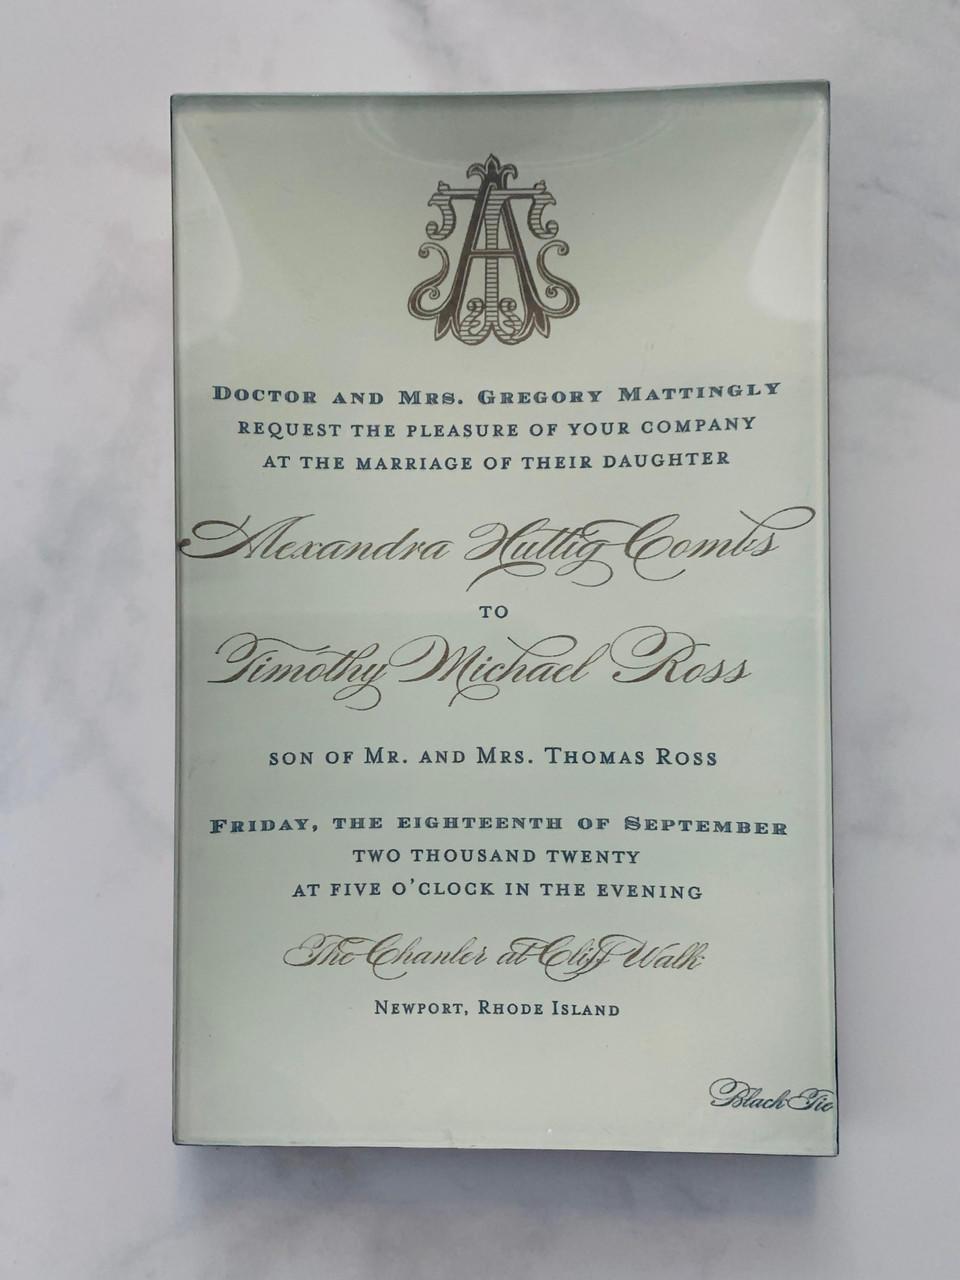 AT
DOCTOR AND MRS. GREGORY MATTINGLY
REQUEST THE PLEASURE OF YOUR COMPANY
AT THE MARRIAGE OF THEIR DAUGHTER
Alexandra Huttig Combs
TO
Timothy Michael Ross
SON OF MR. AND MRS. THOMAS ROSS
FRIDAY, THE EIGHTEENTH OF SEPTEMBER
TWO THOUSAND TWENTY
AT FIVE O'CLOCK IN THE EVENING
The Chanler at Cliff Walk
NEWPORT, RHODE ISLAND
Black Tie